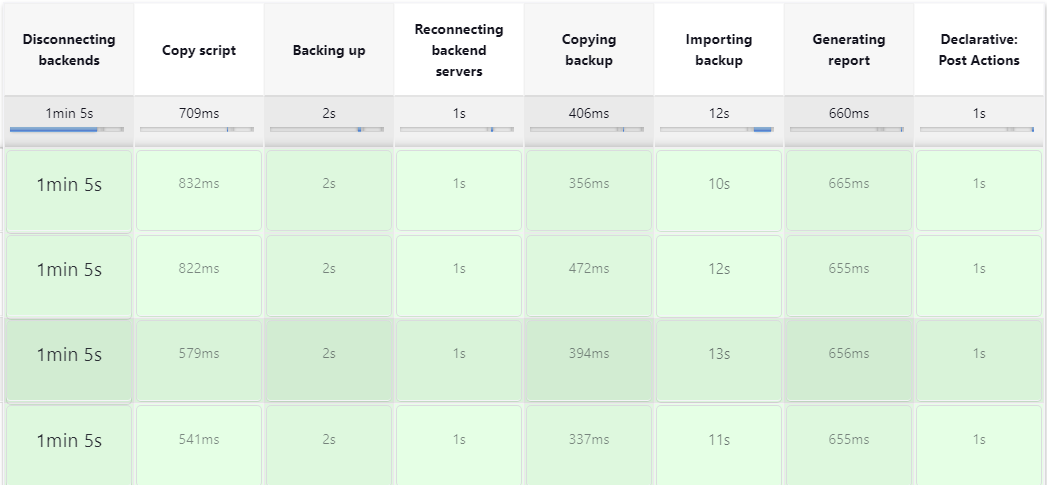 Disconnecting backends
Copy script
Backing up
Reconnecting backend servers
Copying backup
Importing backup
Generating report
Declarative: Post Actions
1min 5s 709ms 2s 1s 406ms 12s 660ms 1s
1min 5s 832ms 2s 1s 356ms 10s 665ms 1s
1min 5s 822ms 2s 1s 472ms 12s 655ms 1s
1min 5s 579ms 2s 1s 394ms 13s 656ms 1s
1min 5s 541ms 2s 1s 337ms 11s 655ms 1s